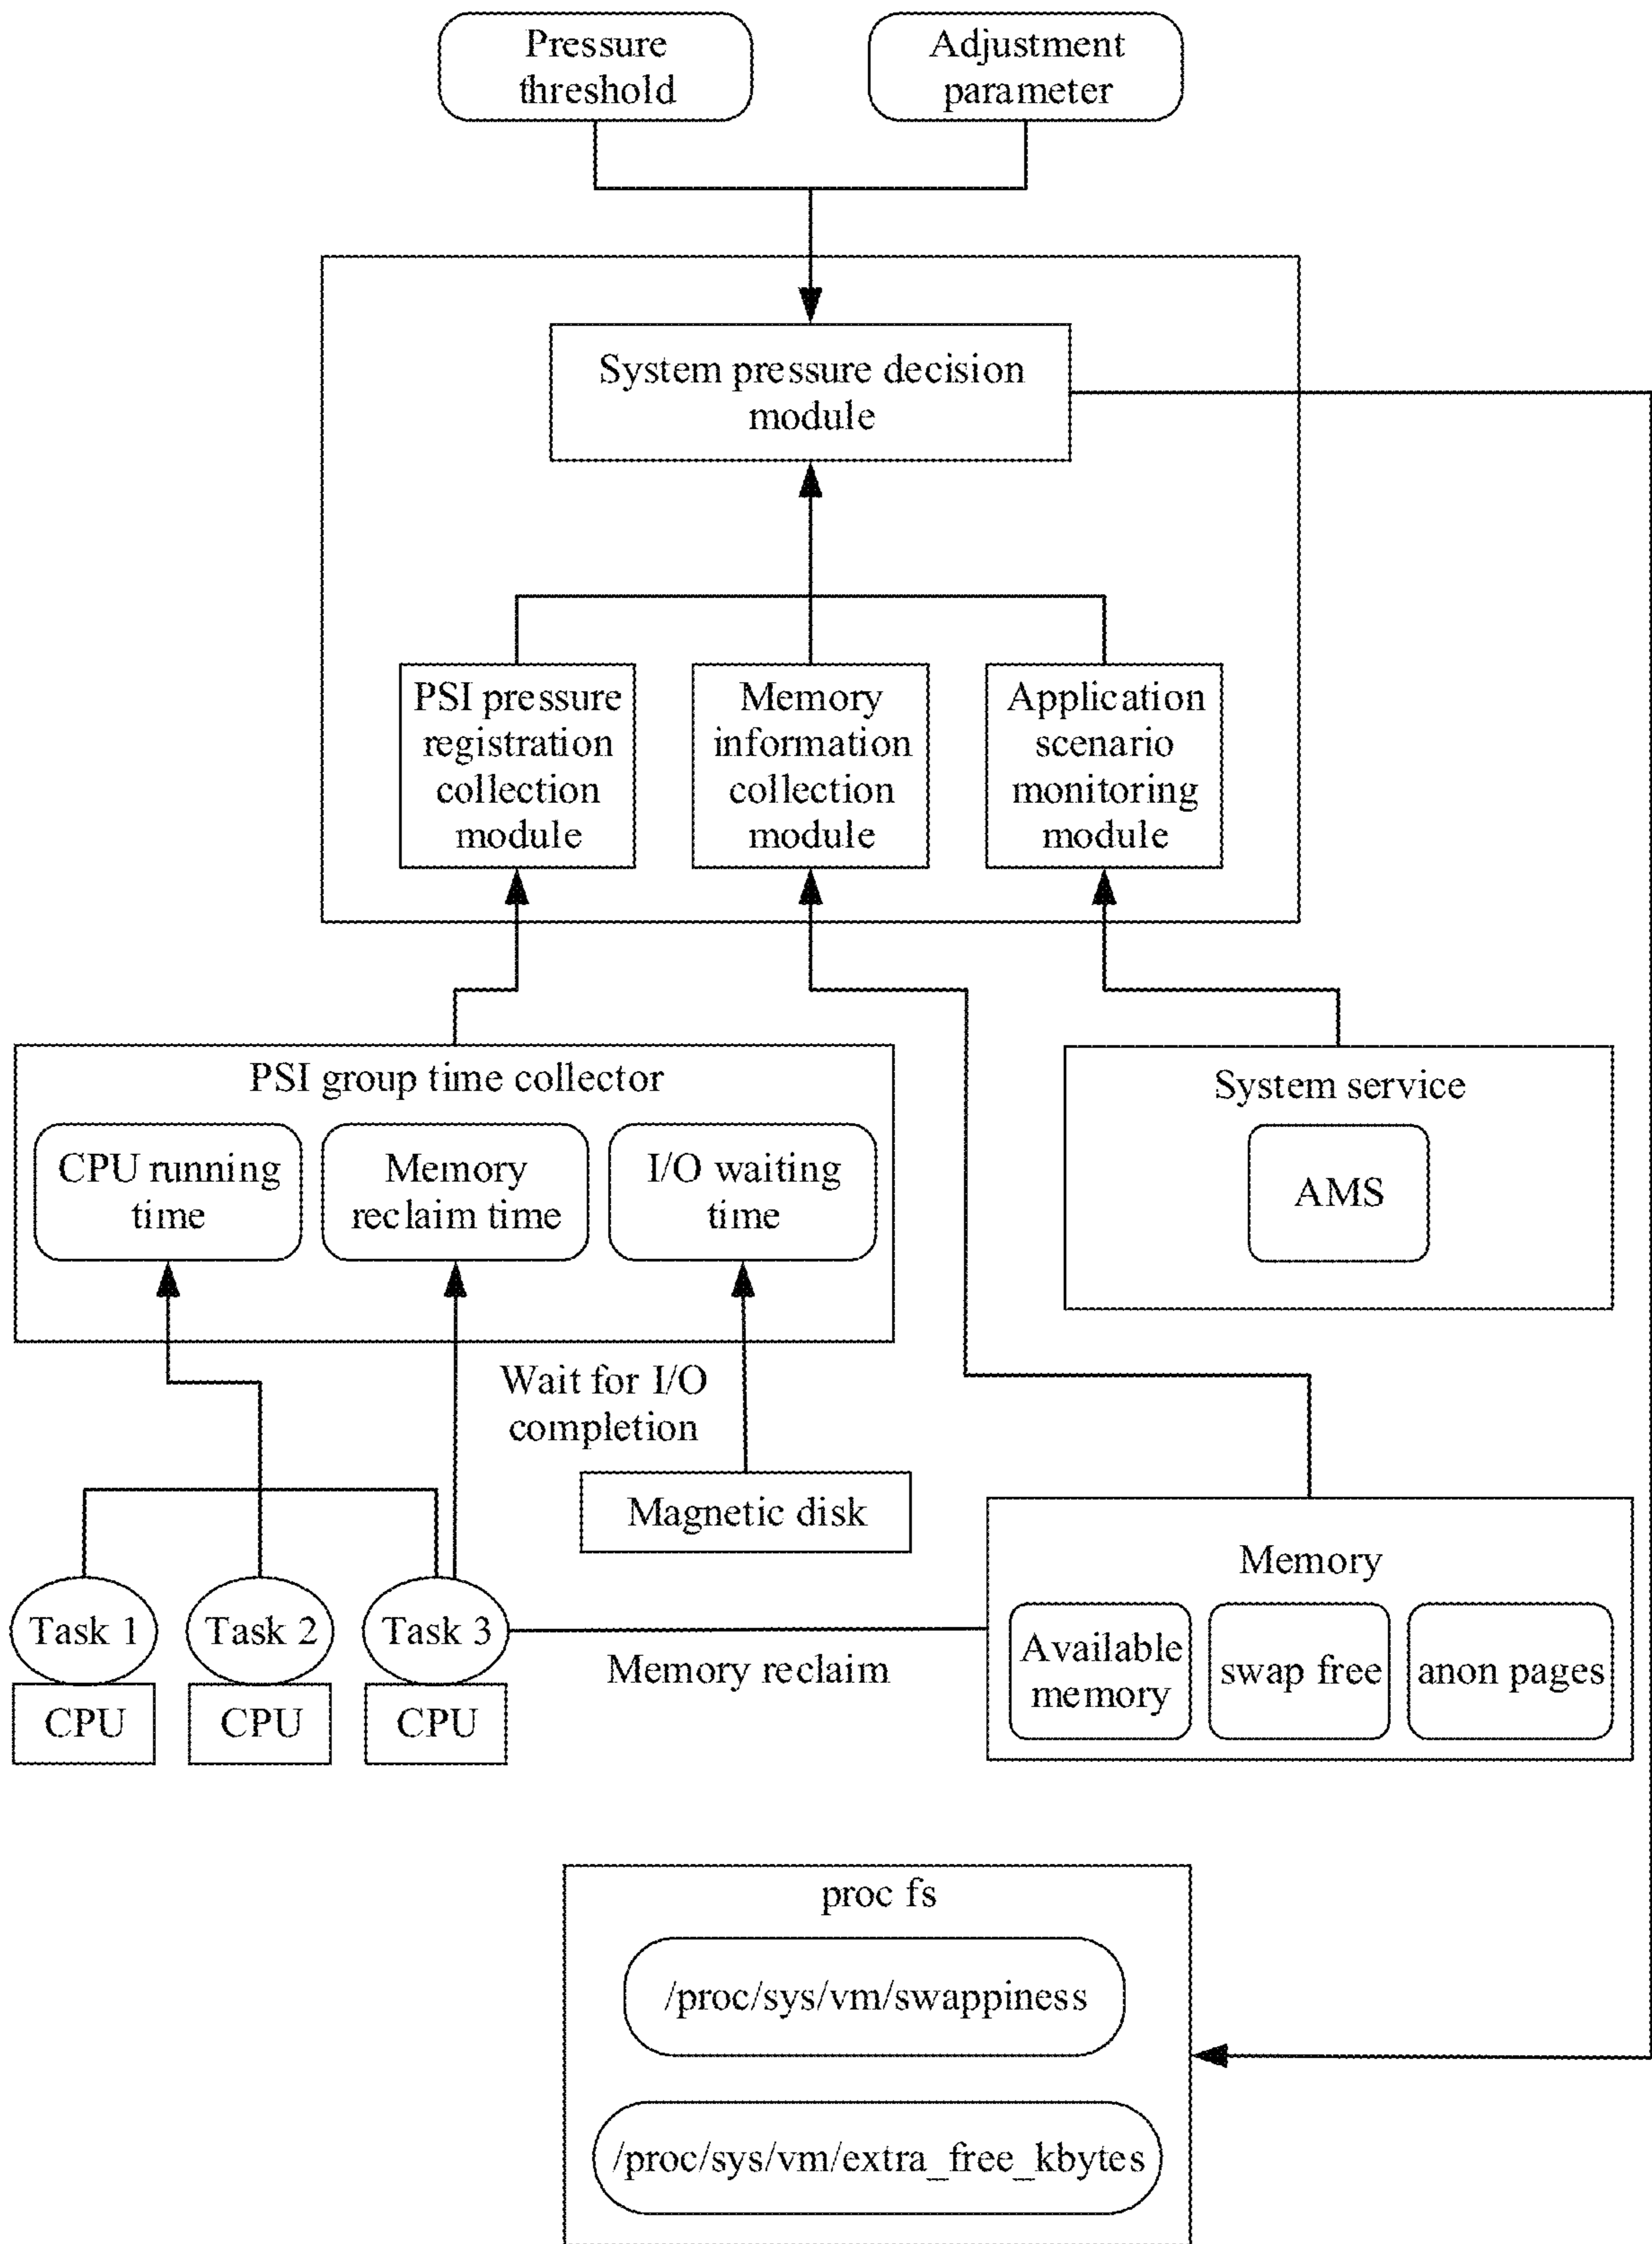 Pressure
threshold
Adjustment
parameter
System pressure decision
module
PSI pressure
registration
collection
module
Memory
information
collection
module
Application
scenario
monitoring
module
PSI group time collector
CPU running
time
Memory
reclaim time
I/O waiting
time
System service
AMS
Wait for I/O
completion
Magnetic disk
Task 1
Task 2
Task 3
CPU
CPU
CPU
Memory reclaim
Memory
Available
memory
swap free
anon pages
proc fs
/proc/sys/vm/swappiness
/proc/sys/vm/extra_free_kbytes